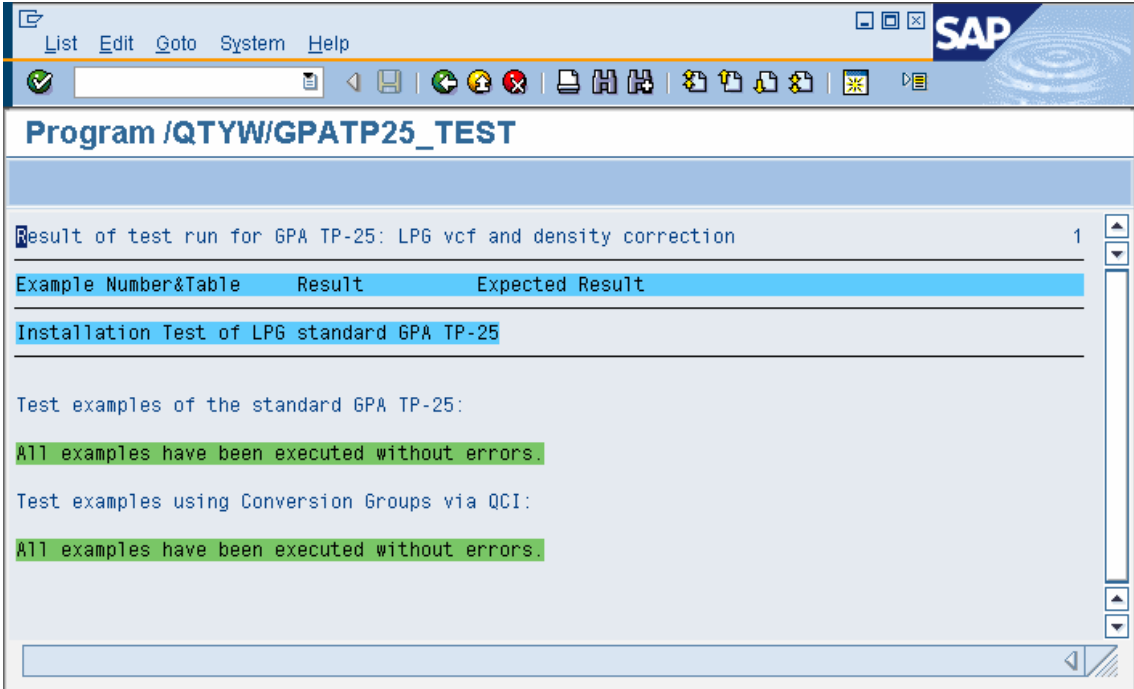 List Edit Goto System Help
SAP
Program /QTYW/GPATP25_TEST
Result of test run for GPA TP-25: LPG vcf and density correction 1
Example Number&Table Result Expected Result
Installation Test of LPG standard GPA TP-25
Test examples of the standard GPA TP-25:
All examples have been executed without errors.
Test examples using Conversion Groups via QCI:
All examples have been executed without errors.